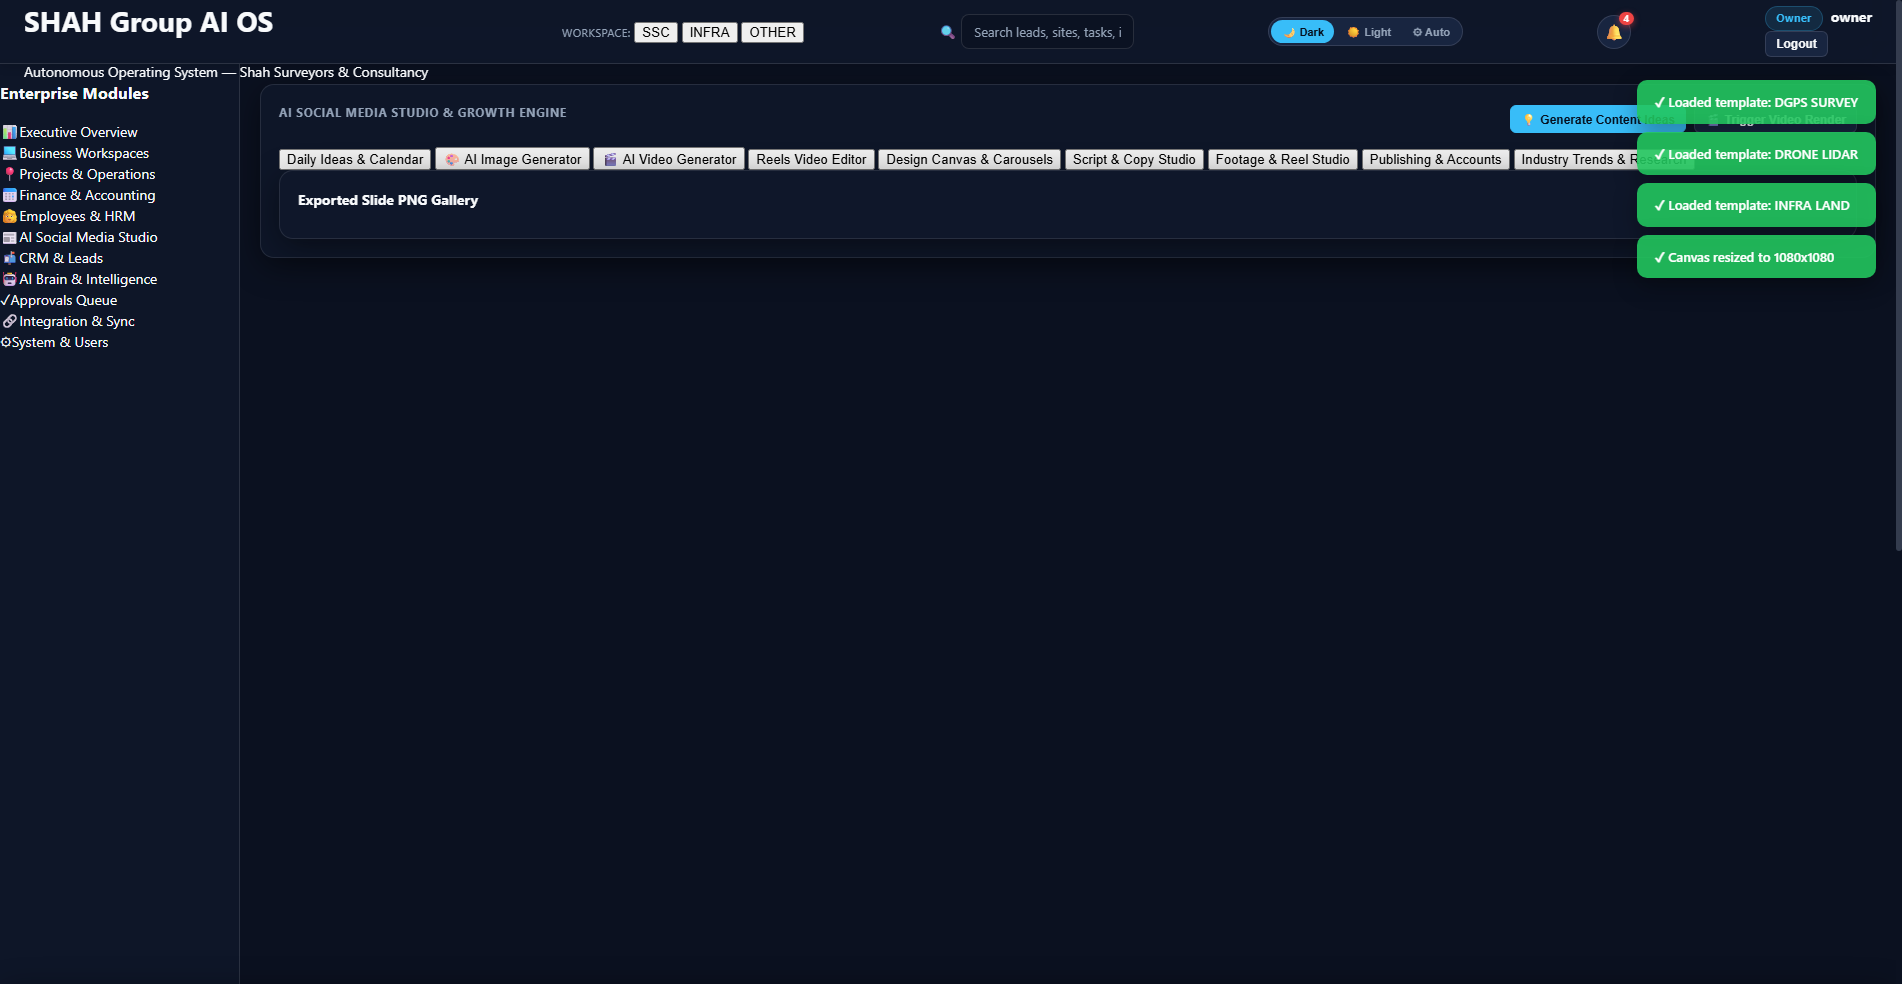 SHAH Group AI OS
WORKSPACE: SSC INFRA OTHER
Search leads, sites, tasks, i
Dark Light Auto
4
Owner owner
Logout
Autonomous Operating System — Shah Surveyors & Consultancy
Enterprise Modules
Executive Overview
Business Workspaces
Projects & Operations
Finance & Accounting
Employees & HRM
AI Social Media Studio
CRM & Leads
AI Brain & Intelligence
✓Approvals Queue
Integration & Sync
System & Users
AI SOCIAL MEDIA STUDIO & GROWTH ENGINE
Generate Content Ideas Trigger Video Render
Daily Ideas & Calendar AI Image Generator AI Video Generator Reels Video Editor Design Canvas & Carousels Script & Copy Studio Footage & Reel Studio Publishing & Accounts Industry Trends & Research
Exported Slide PNG Gallery
✓ Loaded template: DGPS SURVEY
✓ Loaded template: DRONE LIDAR
✓ Loaded template: INFRA LAND
✓ Canvas resized to 1080x1080